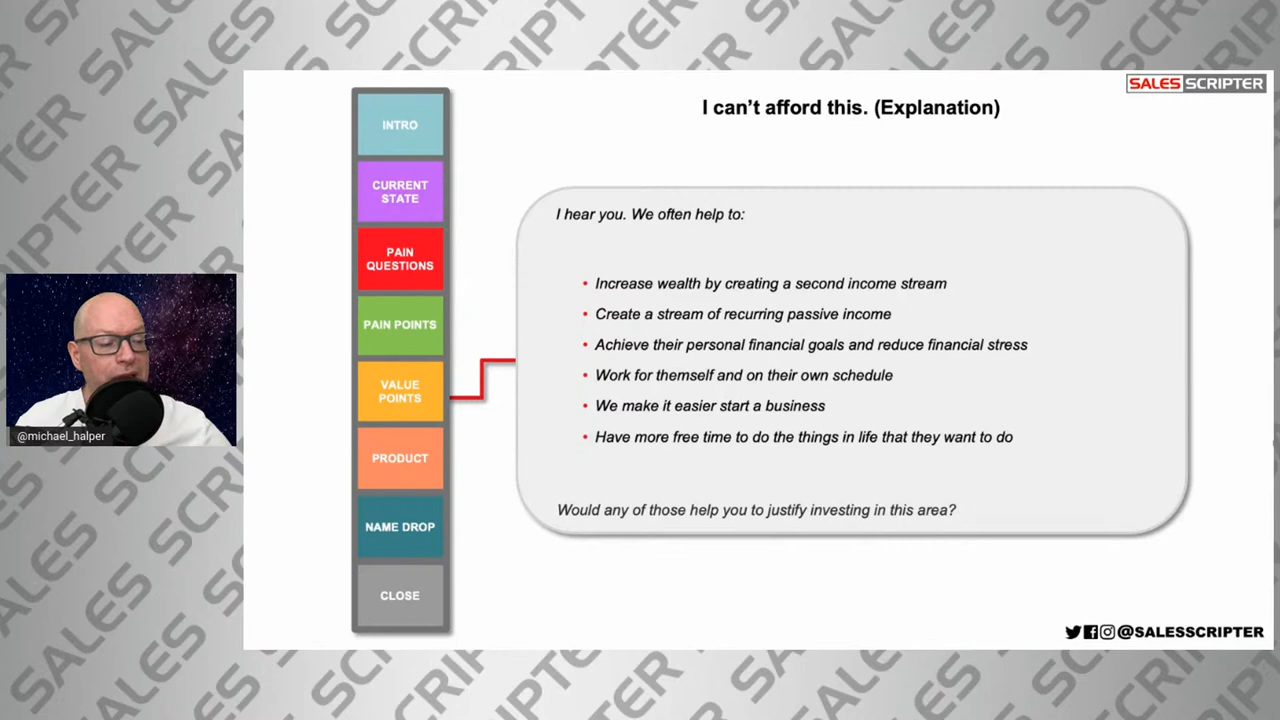 SALES SCRIPTER
I can't afford this. (Explanation)
INTRO
CURRENT
STATE
PAIN
QUESTIONS
PAIN POINTS
VALUE
POINTS
PRODUCT
NAME DROP
CLOSE
I hear you. We often help to:
• Increase wealth by creating a second income stream
• Create a stream of recurring passive income
• Achieve their personal financial goals and reduce financial stress
• Work for themself and on their own schedule
• We make it easier start a business
• Have more free time to do the things in life that they want to do
Would any of those help you to justify investing in this area?
@michael_halper
@SALESSCRIPTER